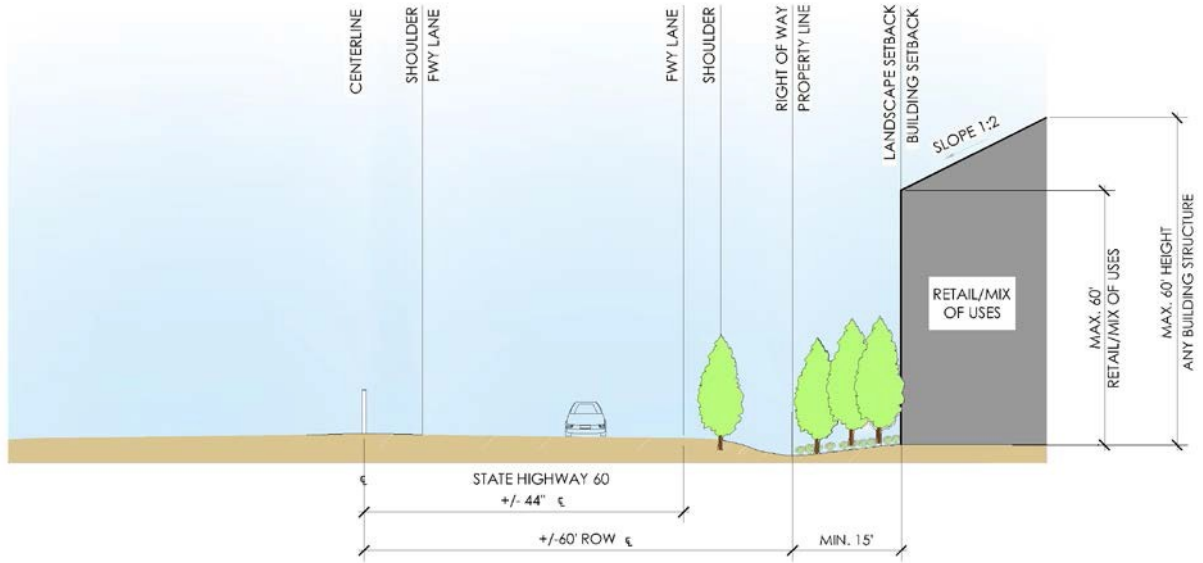 CENTERLINE
SHOULDER
FWY LANE
FWY LANE
SHOULDER
RIGHT OF WAY
PROPERTY LINE
LANDSCAPE SETBACK
BUILDING SETBACK
SLOPE 1:2
RETAIL/MIX
OF USES
MAX. 60'
RETAIL/MIX OF USES
MAX. 60' HEIGHT
ANY BUILDING STRUCTURE
℄
STATE HIGHWAY 60
+/- 44" ℄
+/-60' ROW ℄
MIN. 15'